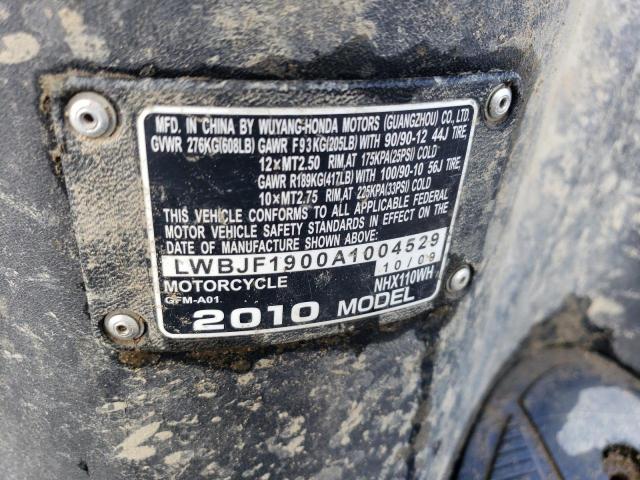 MFD. IN CHINA BY WUYANG-HONDA MOTORS (GUANGZHOU) CO., LTD.
GVWR 276KG(608LB) GAWR F93KG(205LB)WITH 90/90-12 44J TIRE,
12×MT2.50 RIM,AT 175KPA(25PSI) COLD
GAWR R189KG(417LB)WITH 100/90-10 56J TIRE,
10×MT2.75 RIM,AT 225KPA(33PSI) COLD
THIS VEHICLE CONFORMS TO ALL APPLICABLE FEDERAL
MOTOR VEHICLE SAFETY STANDARDS IN EFFECT ON THE
DATE OF MANUFACTURE SHOWN ABOVE:
LWBJF1900A1004529
MOTORCYCLE 10/09
GFM-A01 NHX110WH
2010 MODEL